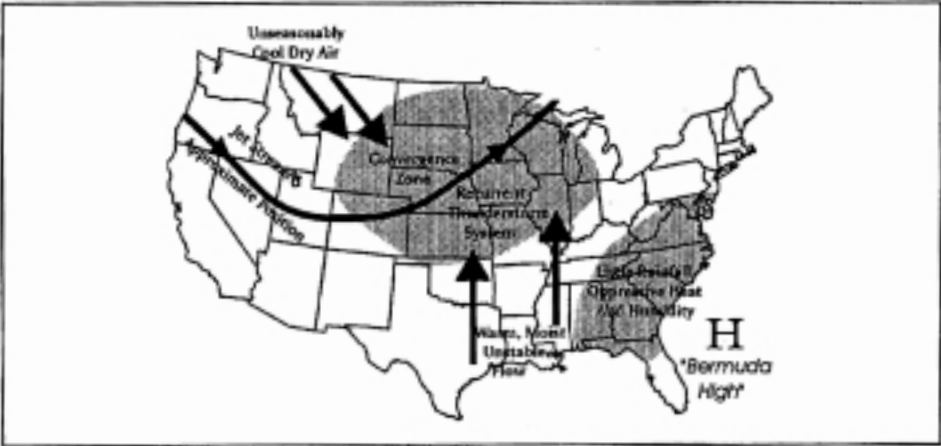 Unseasonably
Cool Dry Air
Jet Stream's
Approximate Position
Convergence
Zone
Recurrent
Thunderstorm
System
Little Rainfall
Oppressive Heat
And Humidity
Warm, Moist
Unstable
Flow
H
"Bermuda
High"